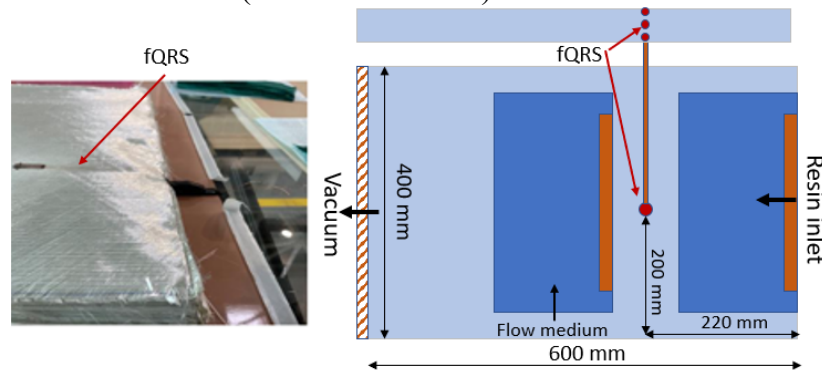 fQRS
fQRS
Vacuum
400 mm
Resin inlet
200 mm
Flow medium
220 mm
600 mm